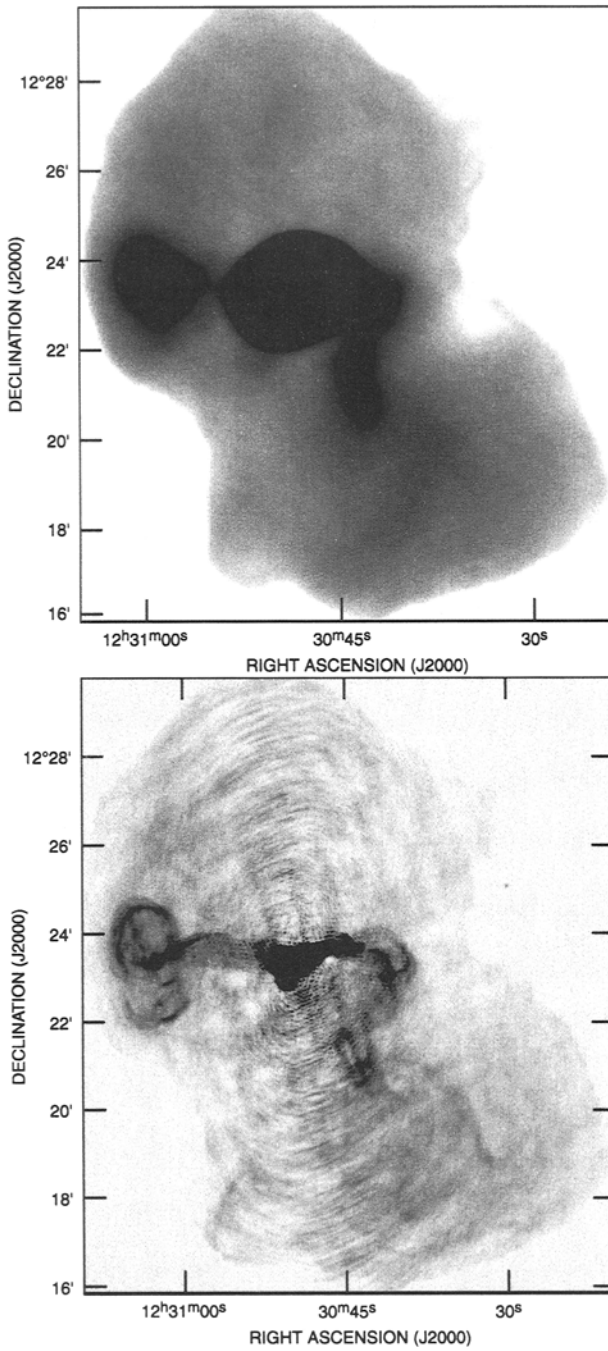 12°28'
26'
24'
22'
20'
18'
16'
DECLINATION (J2000)
12ʰ31ᵐ00ˢ
30ᵐ45ˢ
30ˢ
RIGHT ASCENSION (J2000)
12°28'
26'
24'
22'
20'
18'
16'
DECLINATION (J2000)
12ʰ31ᵐ00ˢ
30ᵐ45ˢ
30ˢ
RIGHT ASCENSION (J2000)